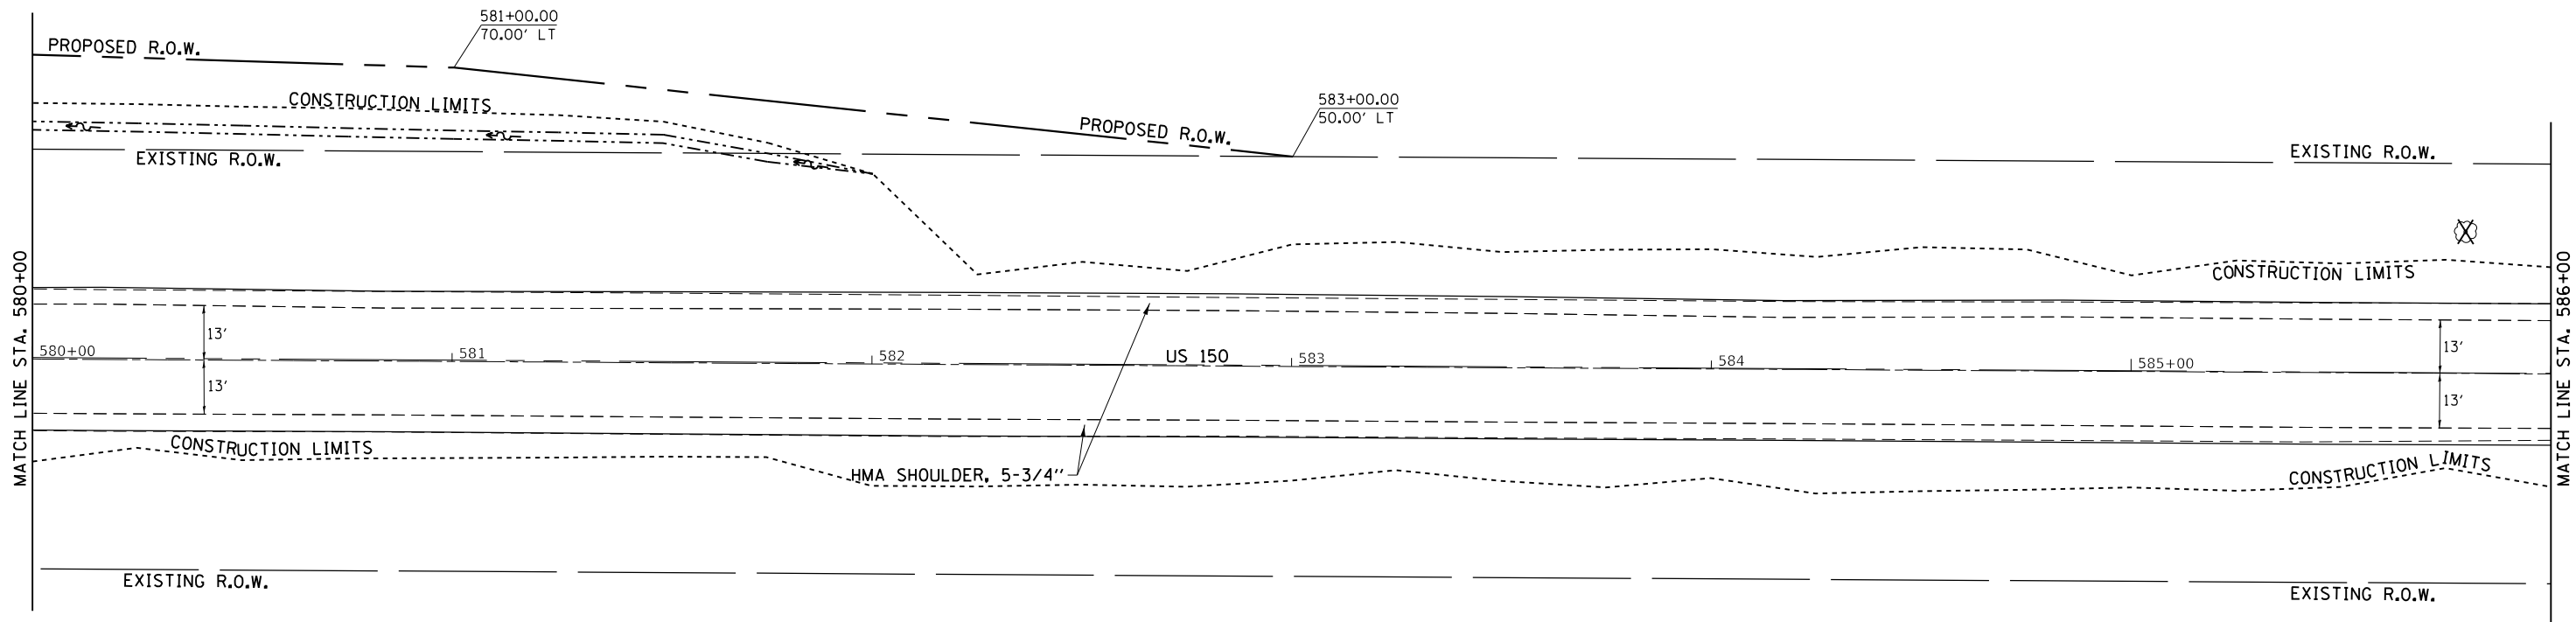 581+00.00
70.00' LT
PROPOSED R.O.W.
CONSTRUCTION LIMITS
583+00.00
50.00' LT
PROPOSED R.O.W.
EXISTING R.O.W.
EXISTING R.O.W.
CONSTRUCTION LIMITS
MATCH LINE STA. 580+00
MATCH LINE STA. 586+00
13'
13'
580+00
581
582
US 150
583
584
585+00
13'
13'
CONSTRUCTION LIMITS
HMA SHOULDER, 5-3/4''
CONSTRUCTION LIMITS
EXISTING R.O.W.
EXISTING R.O.W.